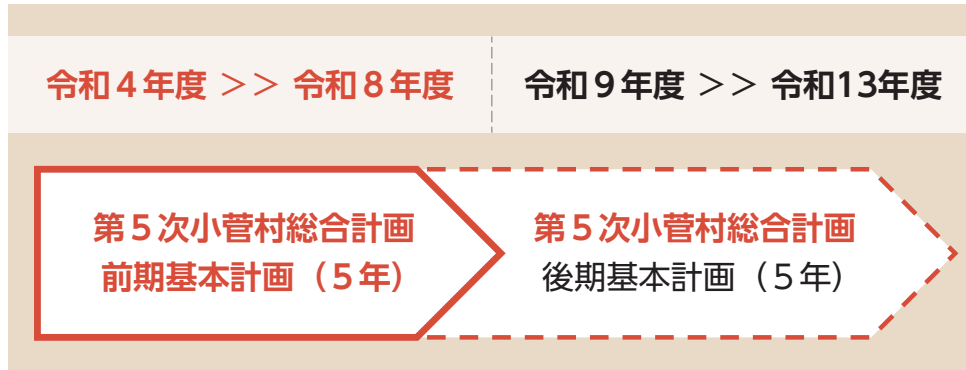 令和４年度 >> 令和８年度
令和９年度 >> 令和13年度
第５次小菅村総合計画
前期基本計画（５年）
第５次小菅村総合計画
後期基本計画（５年）